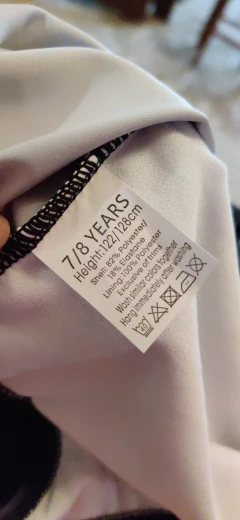 7/8 YEARS
Height:122/128cm
Shell: 82% Polyester/
18% Elastane
Lining:100% Polyester
Exclusive of trims
Wash similar colors together
Hang immediately after washing
40